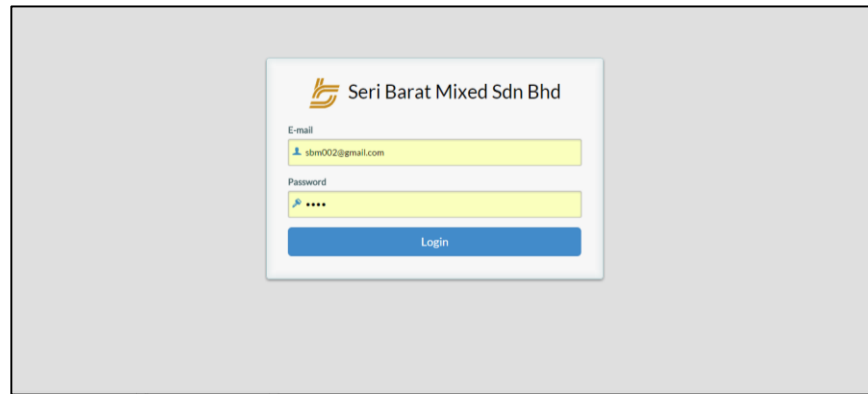 Seri Barat Mixed Sdn Bhd
E-mail
sbm002@gmail.com
Password
••••
Login